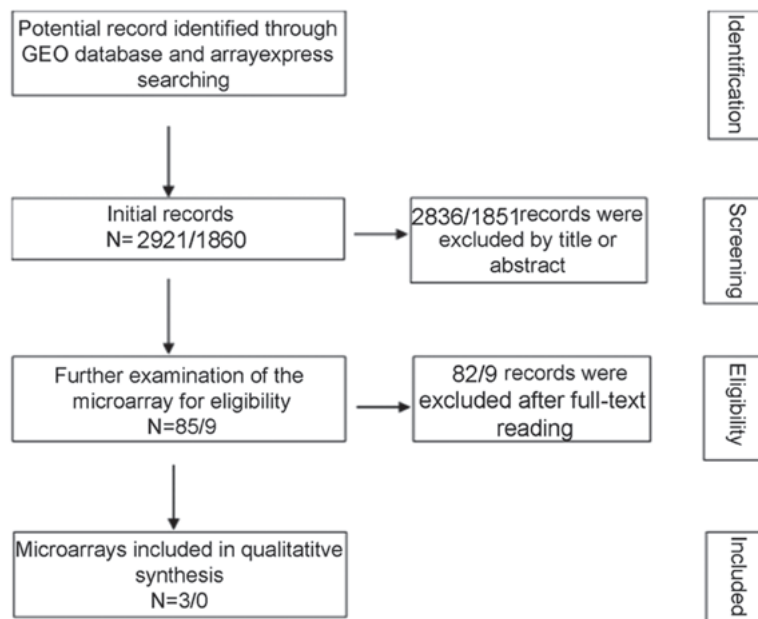 Potential record identified through
GEO database and arrayexpress
searching
Identification
Initial records
N= 2921/1860
2836/1851 records were
excluded by title or
abstract
Screening
Further examination of the
microarray for eligibility
N=85/9
82/9 records were
excluded after full-text
reading
Eligibility
Microarrays included in qualitatitve
synthesis
N=3/0
Included